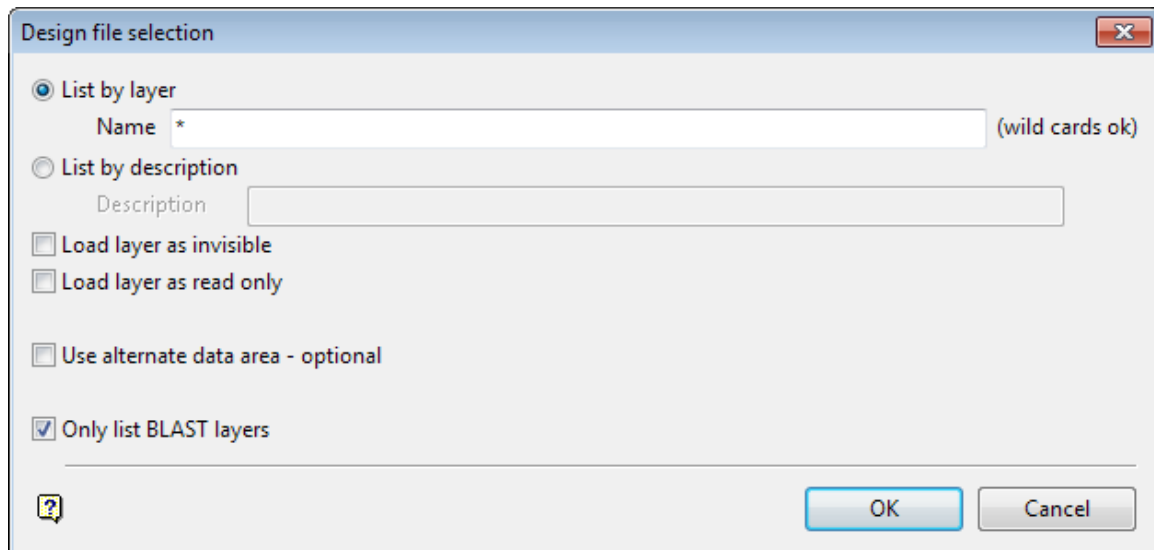 Design file selection
List by layer
Name * (wild cards ok)
List by description
Description
Load layer as invisible
Load layer as read only
Use alternate data area - optional
Only list BLAST layers
? OK Cancel